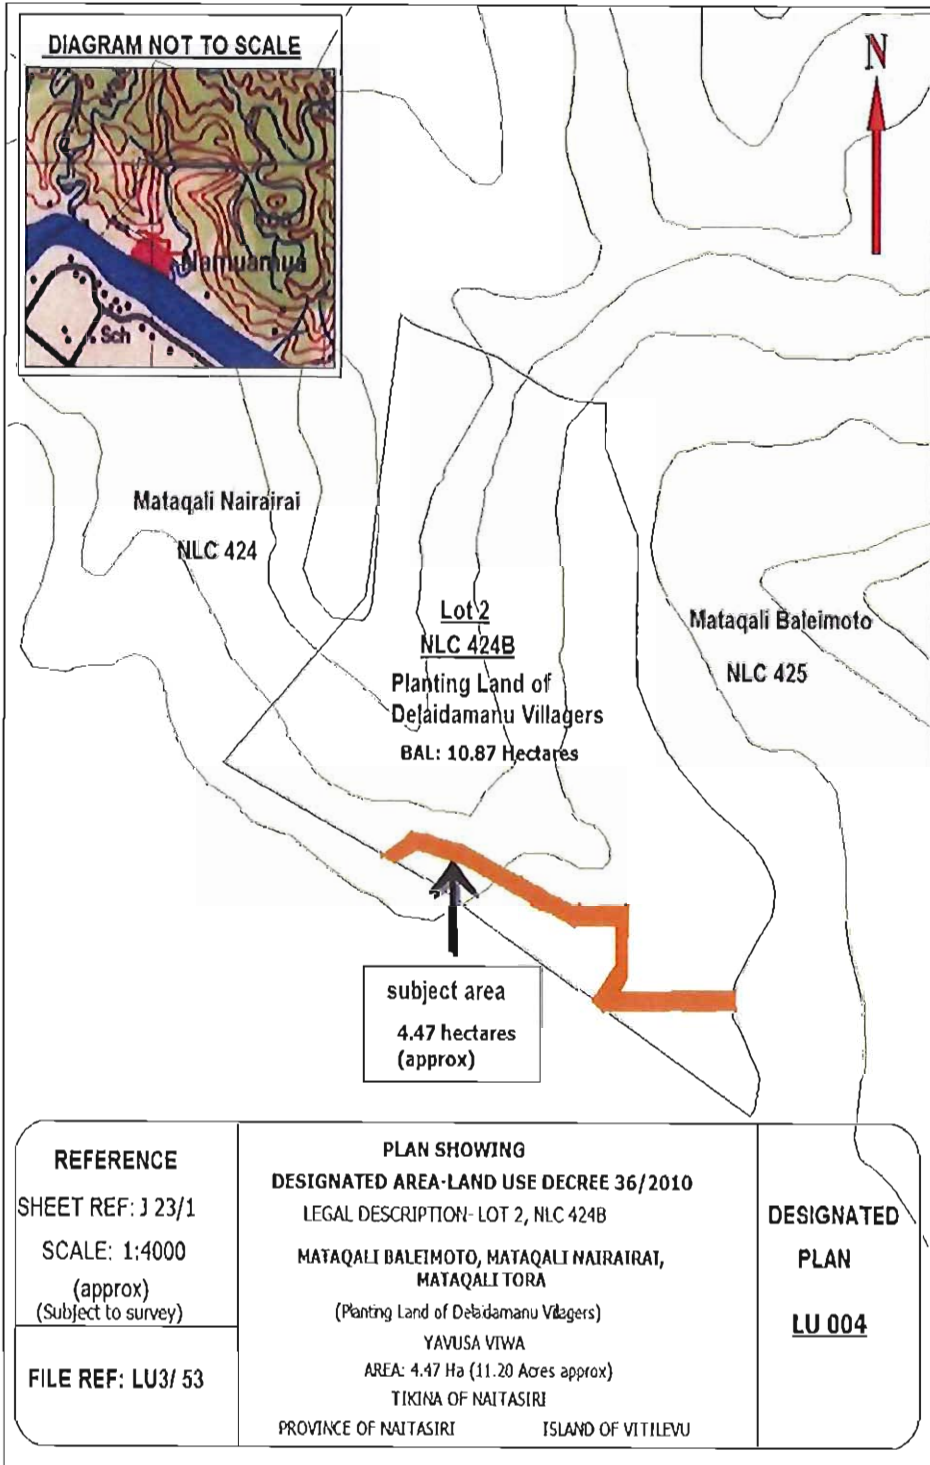 DIAGRAM NOT TO SCALE
Namuamua
Sch
N
Mataqali Nairairai
NLC 424
Lot 2
NLC 424B
Planting Land of
Delaidamanu Villagers
BAL: 10.87 Hectares
Mataqali Baleimoto
NLC 425
subject area
4.47 hectares
(approx)
REFERENCE
SHEET REF: J 23/1
SCALE: 1:4000
(approx)
(Subject to survey)
FILE REF: LU3/ 53
PLAN SHOWING
DESIGNATED AREA-LAND USE DECREE 36/2010
LEGAL DESCRIPTION- LOT 2, NLC 424B
MATAQALI BALEIMOTO, MATAQALI NAIRAIRAI,
MATAQALI TORA
(Planting Land of Delaidamanu Villagers)
YAVUSA VIWA
AREA: 4.47 Ha (11.20 Acres approx)
TIKINA OF NAITASIRI
PROVINCE OF NAITASIRI ISLAND OF VITILEVU
DESIGNATED
PLAN
LU 004